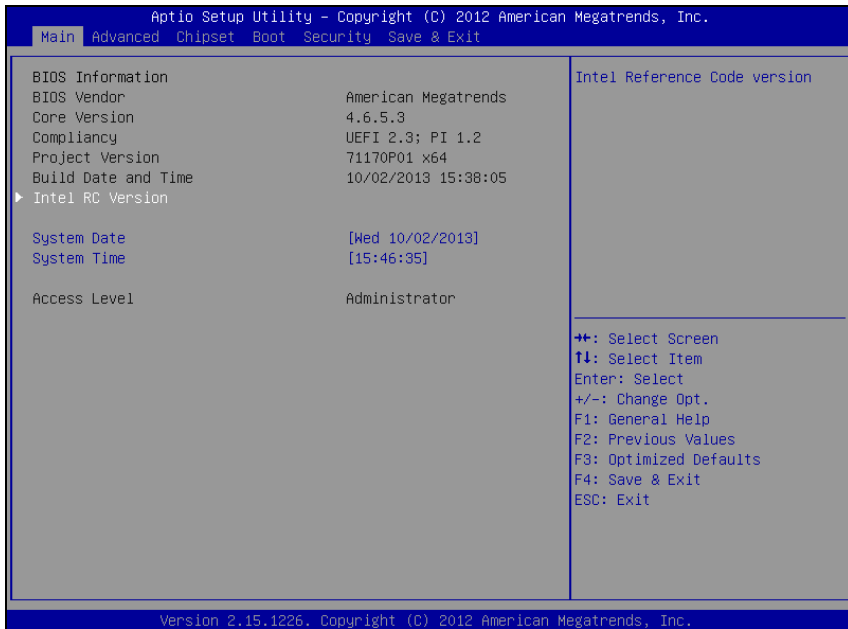 Aptio Setup Utility – Copyright (C) 2012 American Megatrends, Inc.
Main Advanced Chipset Boot Security Save & Exit
BIOS Information
BIOS Vendor American Megatrends
Core Version 4.6.5.3
Compliancy UEFI 2.3; PI 1.2
Project Version 71170P01 x64
Build Date and Time 10/02/2013 15:38:05
Intel RC Version
System Date [Wed 10/02/2013]
System Time [15:46:35]
Access Level Administrator
Intel Reference Code version
→←: Select Screen
↑↓: Select Item
Enter: Select
+/-: Change Opt.
F1: General Help
F2: Previous Values
F3: Optimized Defaults
F4: Save & Exit
ESC: Exit
Version 2.15.1226. Copyright (C) 2012 American Megatrends, Inc.